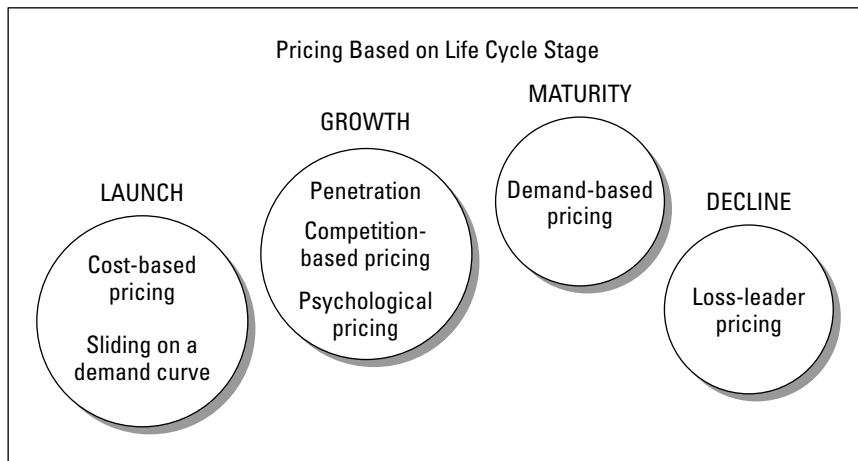 Pricing Based on Life Cycle Stage
LAUNCH
Cost-based
pricing
Sliding on a
demand curve
GROWTH
Penetration
Competition-
based pricing
Psychological
pricing
MATURITY
Demand-based
pricing
DECLINE
Loss-leader
pricing